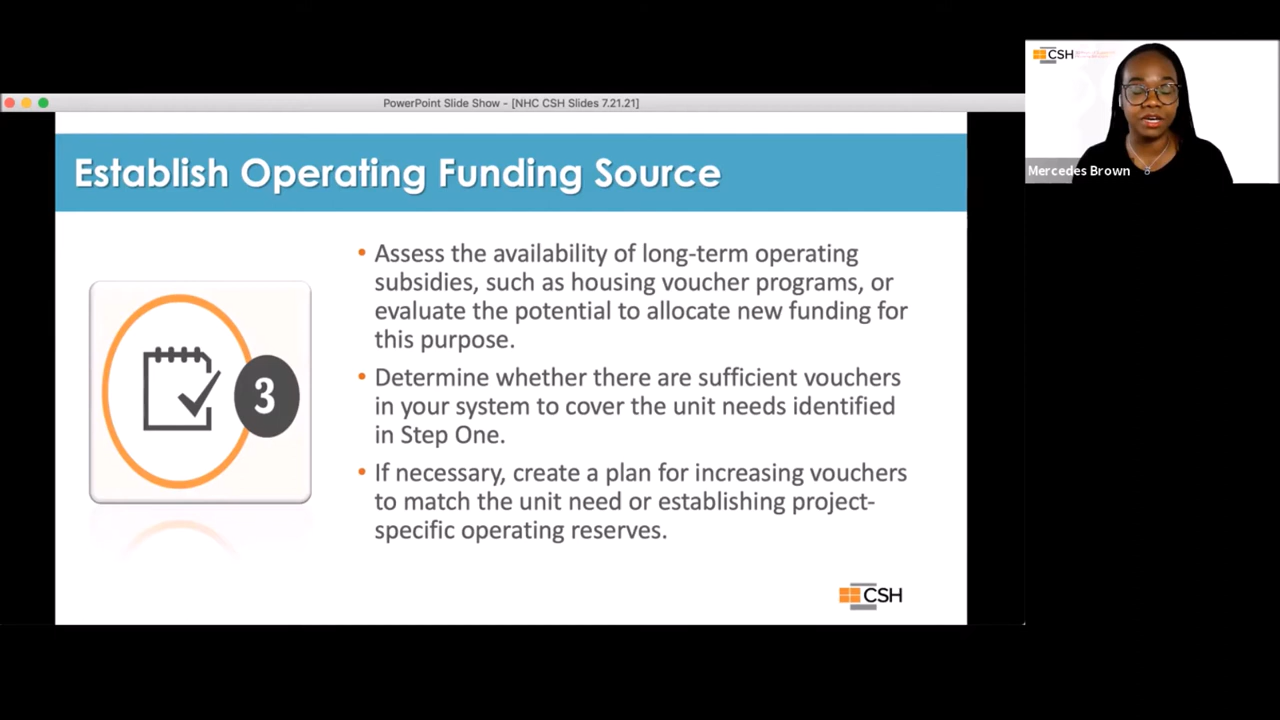 PowerPoint Slide Show - [NHC CSH Slides 7.21.21]
Establish Operating Funding Source
3
• Assess the availability of long-term operating
subsidies, such as housing voucher programs, or
evaluate the potential to allocate new funding for
this purpose.
• Determine whether there are sufficient vouchers
in your system to cover the unit needs identified
in Step One.
• If necessary, create a plan for increasing vouchers
to match the unit need or establishing project-
specific operating reserves.
CSH
CSH
Mercedes Brown